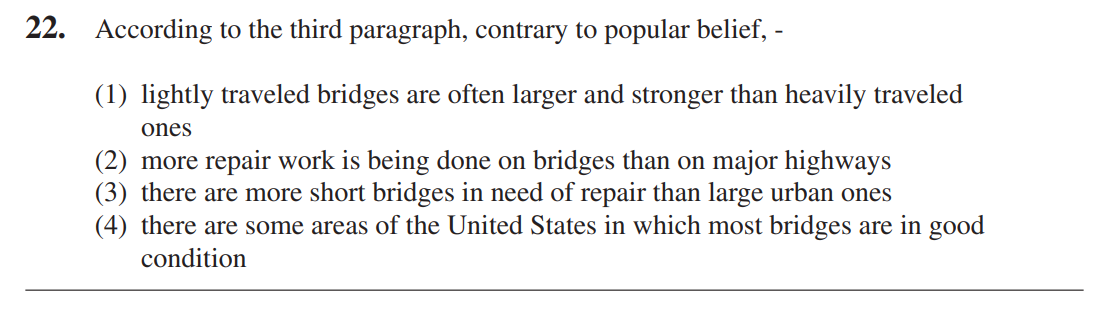 22. According to the third paragraph, contrary to popular belief, -
(1) lightly traveled bridges are often larger and stronger than heavily traveled
ones
(2) more repair work is being done on bridges than on major highways
(3) there are more short bridges in need of repair than large urban ones
(4) there are some areas of the United States in which most bridges are in good
condition